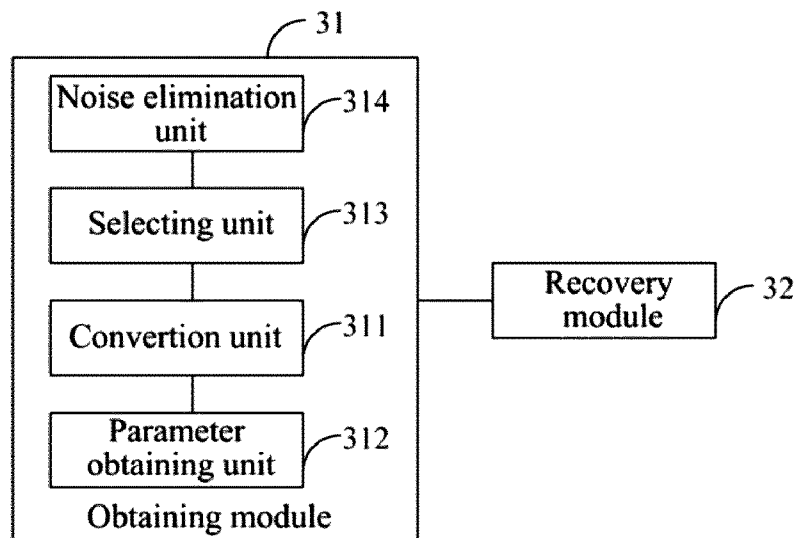 31
Noise elimination
unit
314
Selecting unit
313
Convertion unit
311
Parameter
obtaining unit
312
Obtaining module
Recovery
module
32